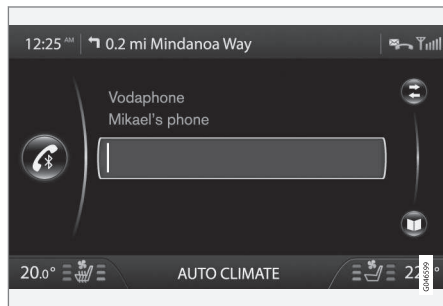 12:25 AM 0.2 mi Mindanoa Way
Vodaphone
Mikael's phone
20.0° AUTO CLIMATE 22 °
G046599